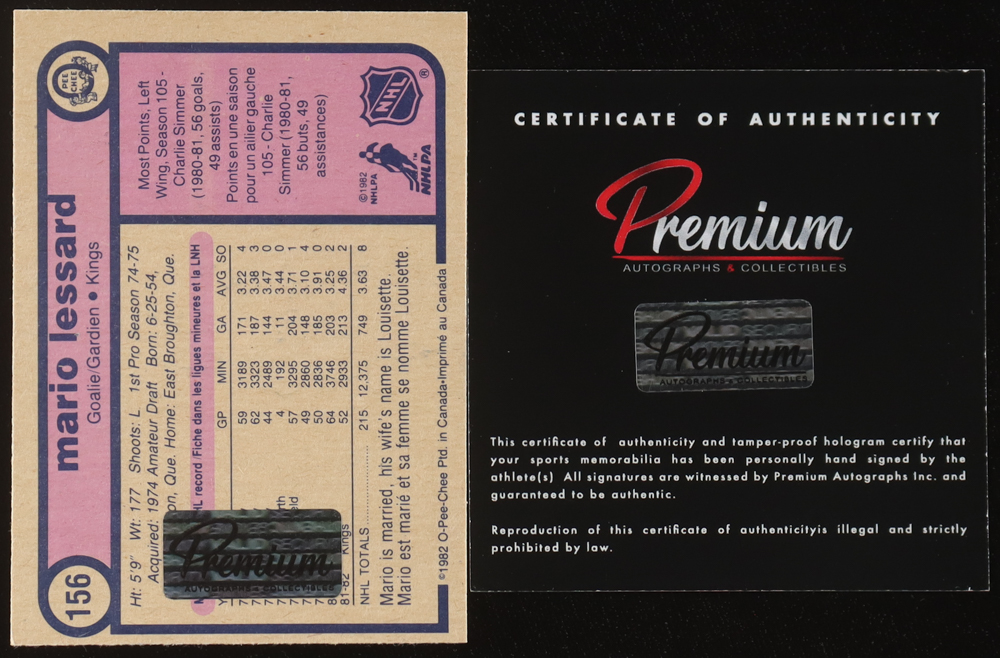 156
mario lessard
Goalie/Gardien • Kings
O
PEE
CHEE
Ht: 5'9" Wt: 177 Shoots: L 1st Pro Season 74-75
Acquired: 1974 Amateur Draft Born: 6-25-54,
Que. Home: East Broughton, Que.
record/Fiche dans les ligues mineures et la LNH
GP MIN GA AVG SO
59 3189 171 3.22 4
62 3323 187 3.38 3
44 2489 144 3.47 0
4 192 11 3.44 0
57 3295 204 3.71 1
49 2860 148 3.10 4
50 2836 185 3.91 0
64 3746 203 3.25 2
81-82 Kings 52 2933 213 4.36 2
NHL TOTALS 215 12.375 749 3.63 8
Mario is married, his wife's name is Louisette.
Mario est marié et sa femme se nomme Louisette.
©1982 O-Pee-Chee Ptd. in Canada-Imprimé au Canada
Most Points, Left
Wing, Season 105 -
Charlie Simmer
(1980-81, 56 goals,
49 assists)
Points en une saison
pour un ailier gauche
105 - Charlie
Simmer (1980-81,
56 buts, 49
assistances)
©1982
NHLPA
NHLPA
TM
NHL
®
Premium
AUTOGRAPHS & COLLECTIBLES
CERTIFICATE OF AUTHENTICITY
Premium
AUTOGRAPHS & COLLECTIBLES
Premium
AUTOGRAPHS & COLLECTIBLES
This certificate of authenticity and tamper-proof hologram certify that
your sports memorabilia has been personally hand signed by the
athlete(s) All signatures are witnessed by Premium Autographs Inc. and
guaranteed to be authentic.
Reproduction of this certificate of authenticityis illegal and strictly
prohibited by law.